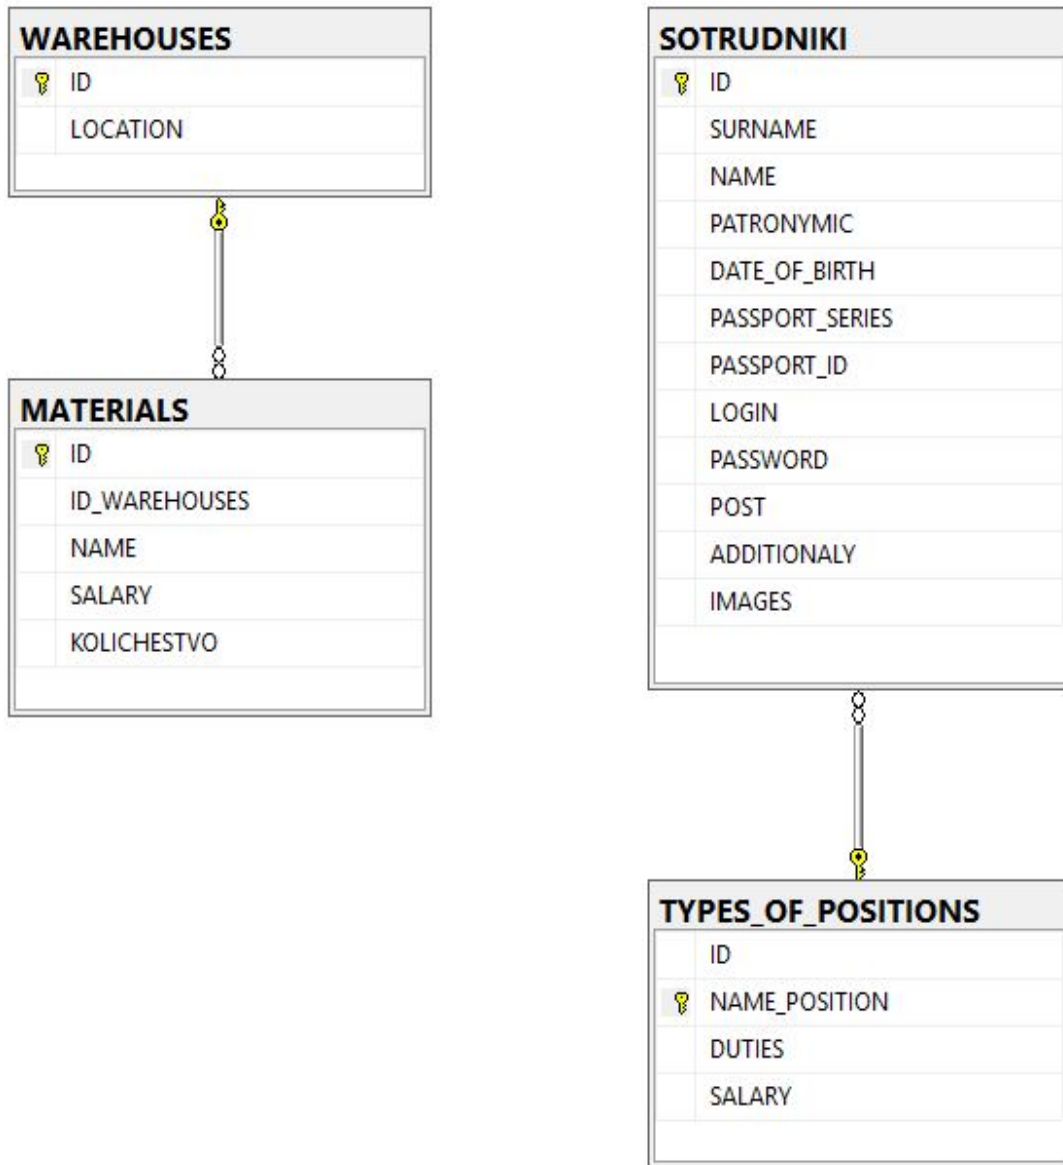 WAREHOUSES
ID
LOCATION
MATERIALS
ID
ID_WAREHOUSES
NAME
SALARY
KOLICHESTVO
SOTRUDNIKI
ID
SURNAME
NAME
PATRONYMIC
DATE_OF_BIRTH
PASSPORT_SERIES
PASSPORT_ID
LOGIN
PASSWORD
POST
ADDITIONALY
IMAGES
TYPES_OF_POSITIONS
ID
NAME_POSITION
DUTIES
SALARY